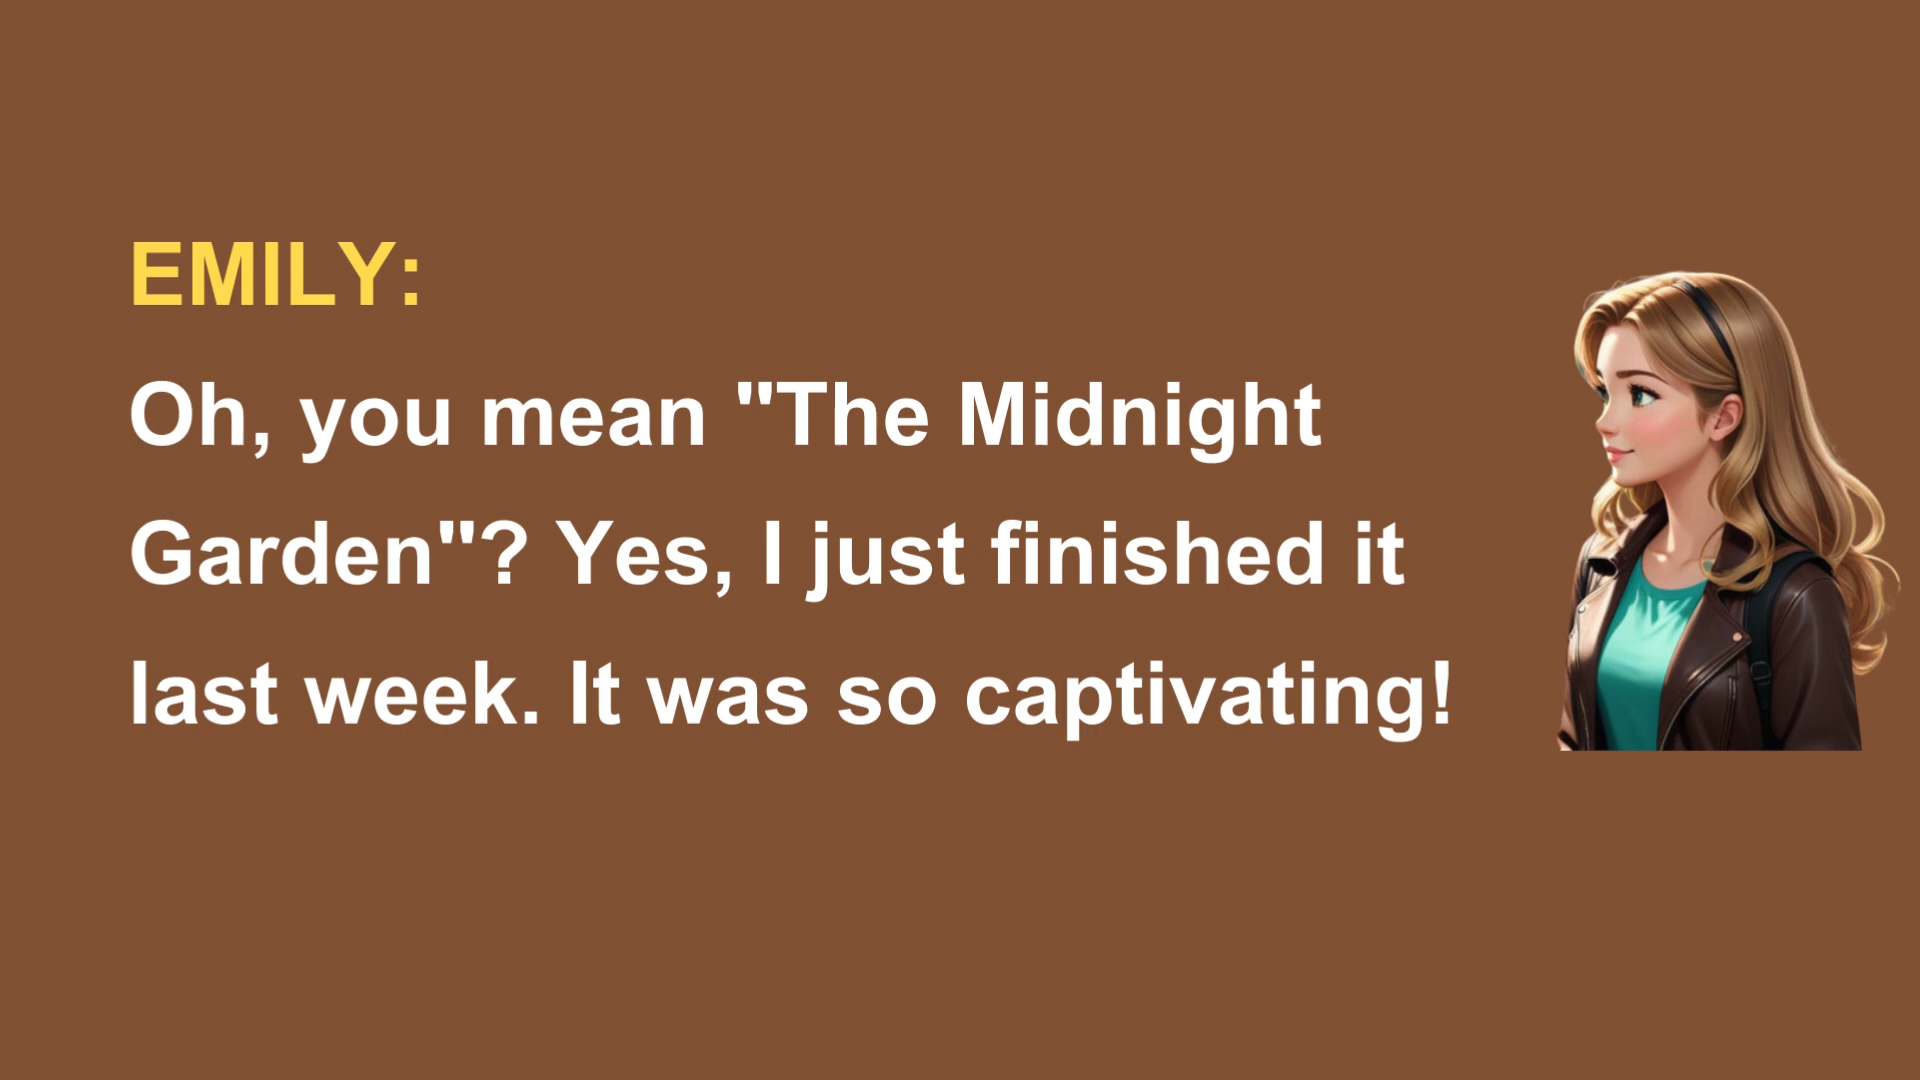 EMILY:
Oh, you mean "The Midnight
Garden"? Yes, I just finished it
last week. It was so captivating!